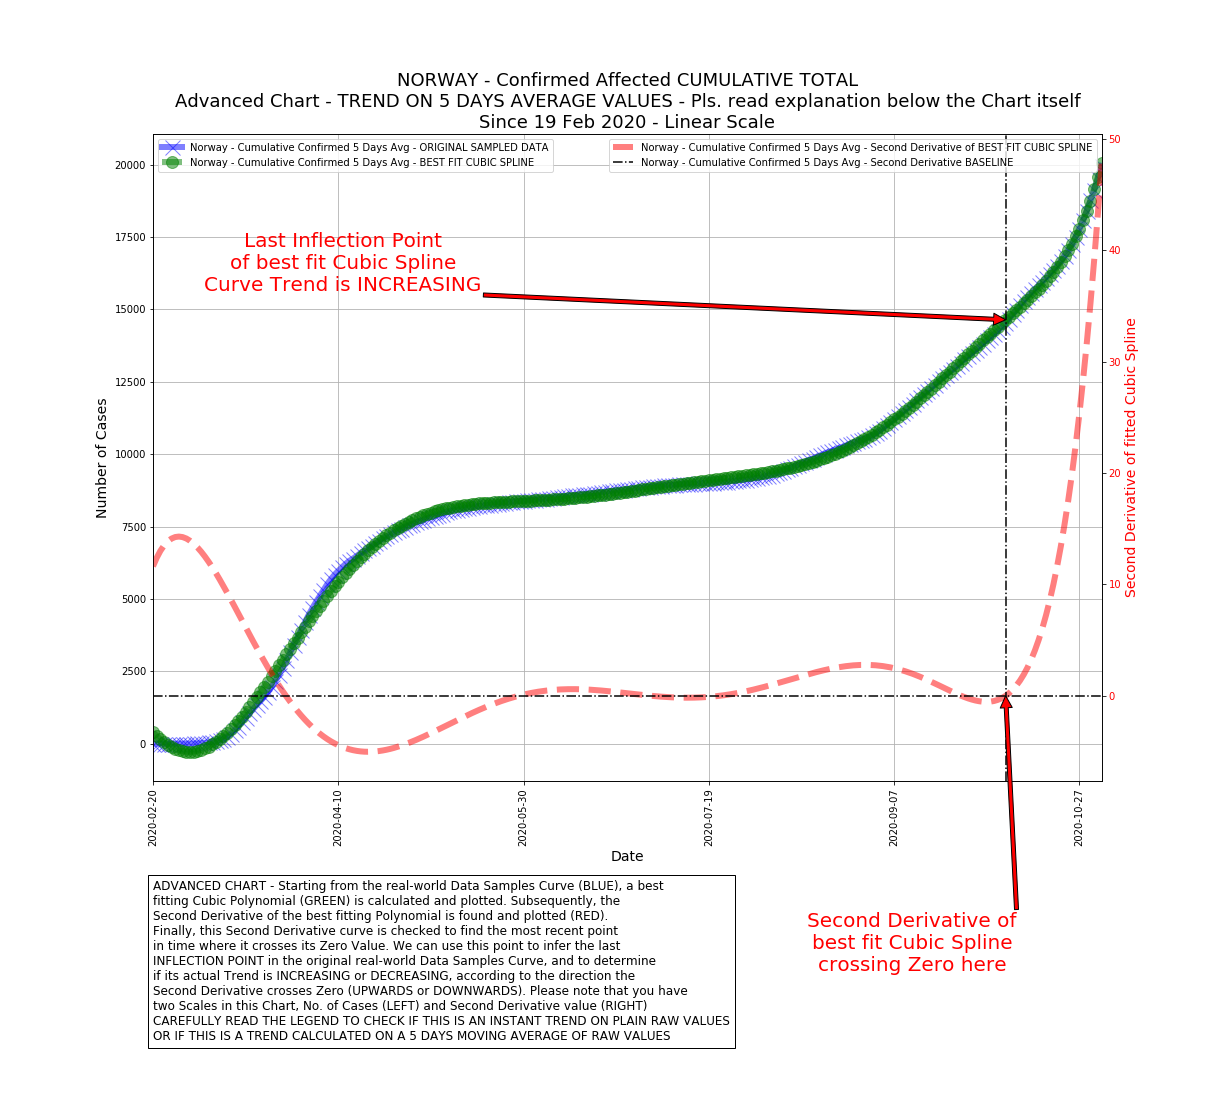 NORWAY - Confirmed Affected CUMULATIVE TOTAL
Advanced Chart - TREND ON 5 DAYS AVERAGE VALUES - Pls. read explanation below the Chart itself
Since 19 Feb 2020 - Linear Scale
Norway - Cumulative Confirmed 5 Days Avg - ORIGINAL SAMPLED DATA
Norway - Cumulative Confirmed 5 Days Avg - BEST FIT CUBIC SPLINE
Norway - Cumulative Confirmed 5 Days Avg - Second Derivative of BEST FIT CUBIC SPLINE
Norway - Cumulative Confirmed 5 Days Avg - Second Derivative BASELINE
Last Inflection Point
of best fit Cubic Spline
Curve Trend is INCREASING
Number of Cases
20000
17500
15000
12500
10000
7500
5000
2500
0
50
40
30
20
10
0
Second Derivative of fitted Cubic Spline
2020-02-20
2020-04-10
2020-05-30
2020-07-19
2020-09-07
2020-10-27
Date
ADVANCED CHART - Starting from the real-world Data Samples Curve (BLUE), a best
fitting Cubic Polynomial (GREEN) is calculated and plotted. Subsequently, the
Second Derivative of the best fitting Polynomial is found and plotted (RED).
Finally, this Second Derivative curve is checked to find the most recent point
in time where it crosses its Zero Value. We can use this point to infer the last
INFLECTION POINT in the original real-world Data Samples Curve, and to determine
if its actual Trend is INCREASING or DECREASING, according to the direction the
Second Derivative crosses Zero (UPWARDS or DOWNWARDS). Please note that you have
two Scales in this Chart, No. of Cases (LEFT) and Second Derivative value (RIGHT)
CAREFULLY READ THE LEGEND TO CHECK IF THIS IS AN INSTANT TREND ON PLAIN RAW VALUES
OR IF THIS IS A TREND CALCULATED ON A 5 DAYS MOVING AVERAGE OF RAW VALUES
Second Derivative of
best fit Cubic Spline
crossing Zero here